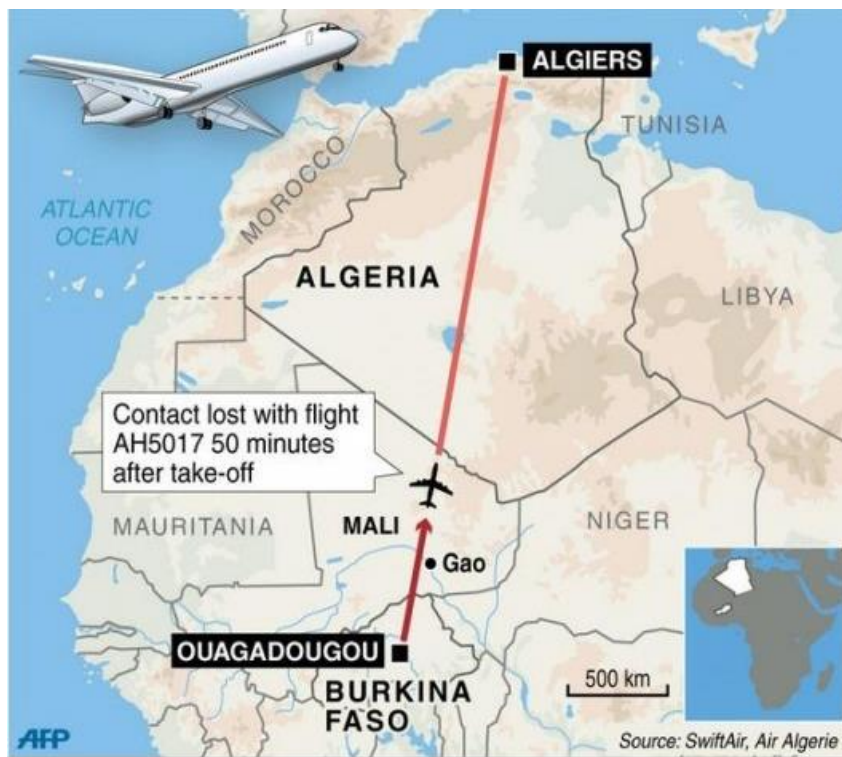 ALGIERS
TUNISIA
MOROCCO
ATLANTIC
OCEAN
ALGERIA
LIBYA
Contact lost with flight
AH5017 50 minutes
after take-off
MAURITANIA
MALI
NIGER
Gao
OUAGADOUGOU
BURKINA
FASO
500 km
AFP
Source: SwiftAir, Air Algerie